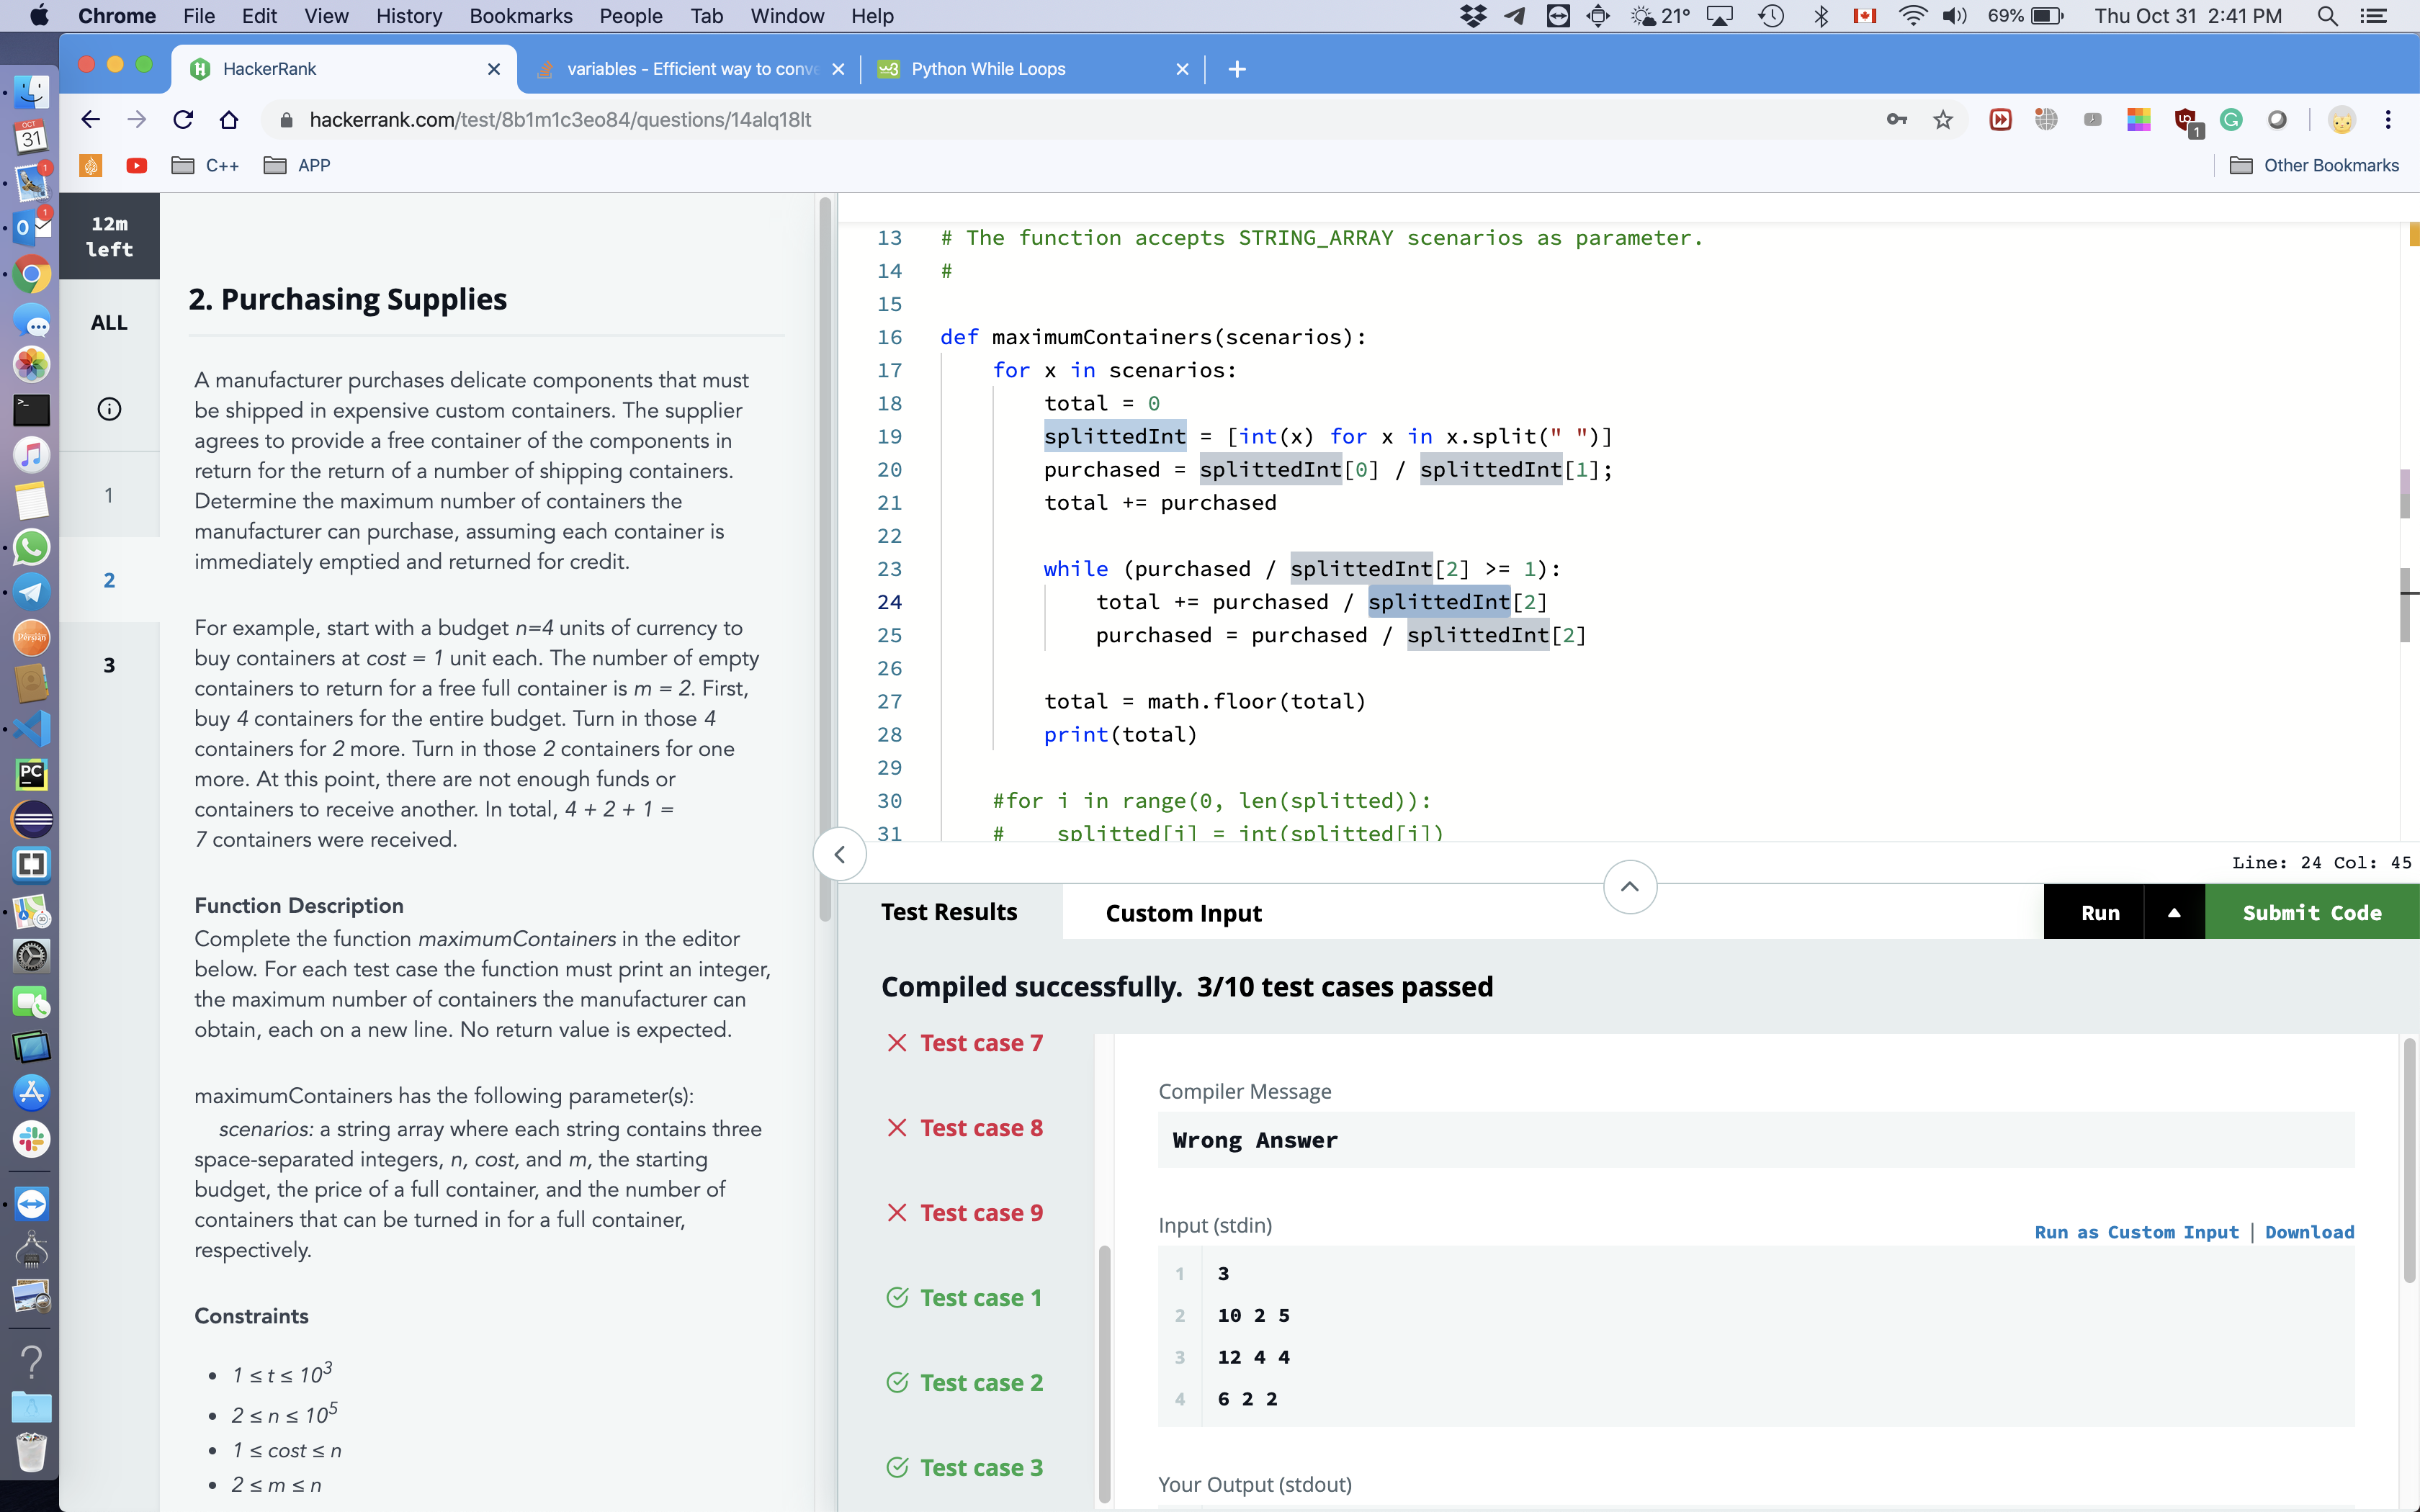 Chrome File Edit View History Bookmarks People Tab Window Help 21° 69% Thu Oct 31 2:41 PM
HackerRank variables - Efficient way to conve Python While Loops
hackerrank.com/test/8b1m1c3eo84/questions/14alq18lt
C++ APP Other Bookmarks
12m
left
ALL
1
2
3
2. Purchasing Supplies
A manufacturer purchases delicate components that must
be shipped in expensive custom containers. The supplier
agrees to provide a free container of the components in
return for the return of a number of shipping containers.
Determine the maximum number of containers the
manufacturer can purchase, assuming each container is
immediately emptied and returned for credit.
For example, start with a budget n=4 units of currency to
buy containers at cost = 1 unit each. The number of empty
containers to return for a free full container is m = 2. First,
buy 4 containers for the entire budget. Turn in those 4
containers for 2 more. Turn in those 2 containers for one
more. At this point, there are not enough funds or
containers to receive another. In total, 4 + 2 + 1 =
7 containers were received.
Function Description
Complete the function maximumContainers in the editor
below. For each test case the function must print an integer,
the maximum number of containers the manufacturer can
obtain, each on a new line. No return value is expected.
maximumContainers has the following parameter(s):
scenarios: a string array where each string contains three
space-separated integers, n, cost, and m, the starting
budget, the price of a full container, and the number of
containers that can be turned in for a full container,
respectively.
Constraints
• 1 ≤ t ≤ 10³
• 2 ≤ n ≤ 10⁵
• 1 ≤ cost ≤ n
• 2 ≤ m ≤ n
13 # The function accepts STRING_ARRAY scenarios as parameter.
14 #
15
16 def maximumContainers(scenarios):
17 for x in scenarios:
18 total = 0
19 splittedInt = [int(x) for x in x.split(" ")]
20 purchased = splittedInt[0] / splittedInt[1];
21 total += purchased
22
23 while (purchased / splittedInt[2] >= 1):
24 total += purchased / splittedInt[2]
25 purchased = purchased / splittedInt[2]
26
27 total = math.floor(total)
28 print(total)
29
30 #for i in range(0, len(splitted)):
31 # splitted[i] = int(splitted[i])
Line: 24 Col: 45
Test Results Custom Input Run Submit Code
Compiled successfully. 3/10 test cases passed
Test case 7
Test case 8
Test case 9
Test case 1
Test case 2
Test case 3
Compiler Message
Wrong Answer
Input (stdin) Run as Custom Input | Download
1 3
2 10 2 5
3 12 4 4
4 6 2 2
Your Output (stdout)